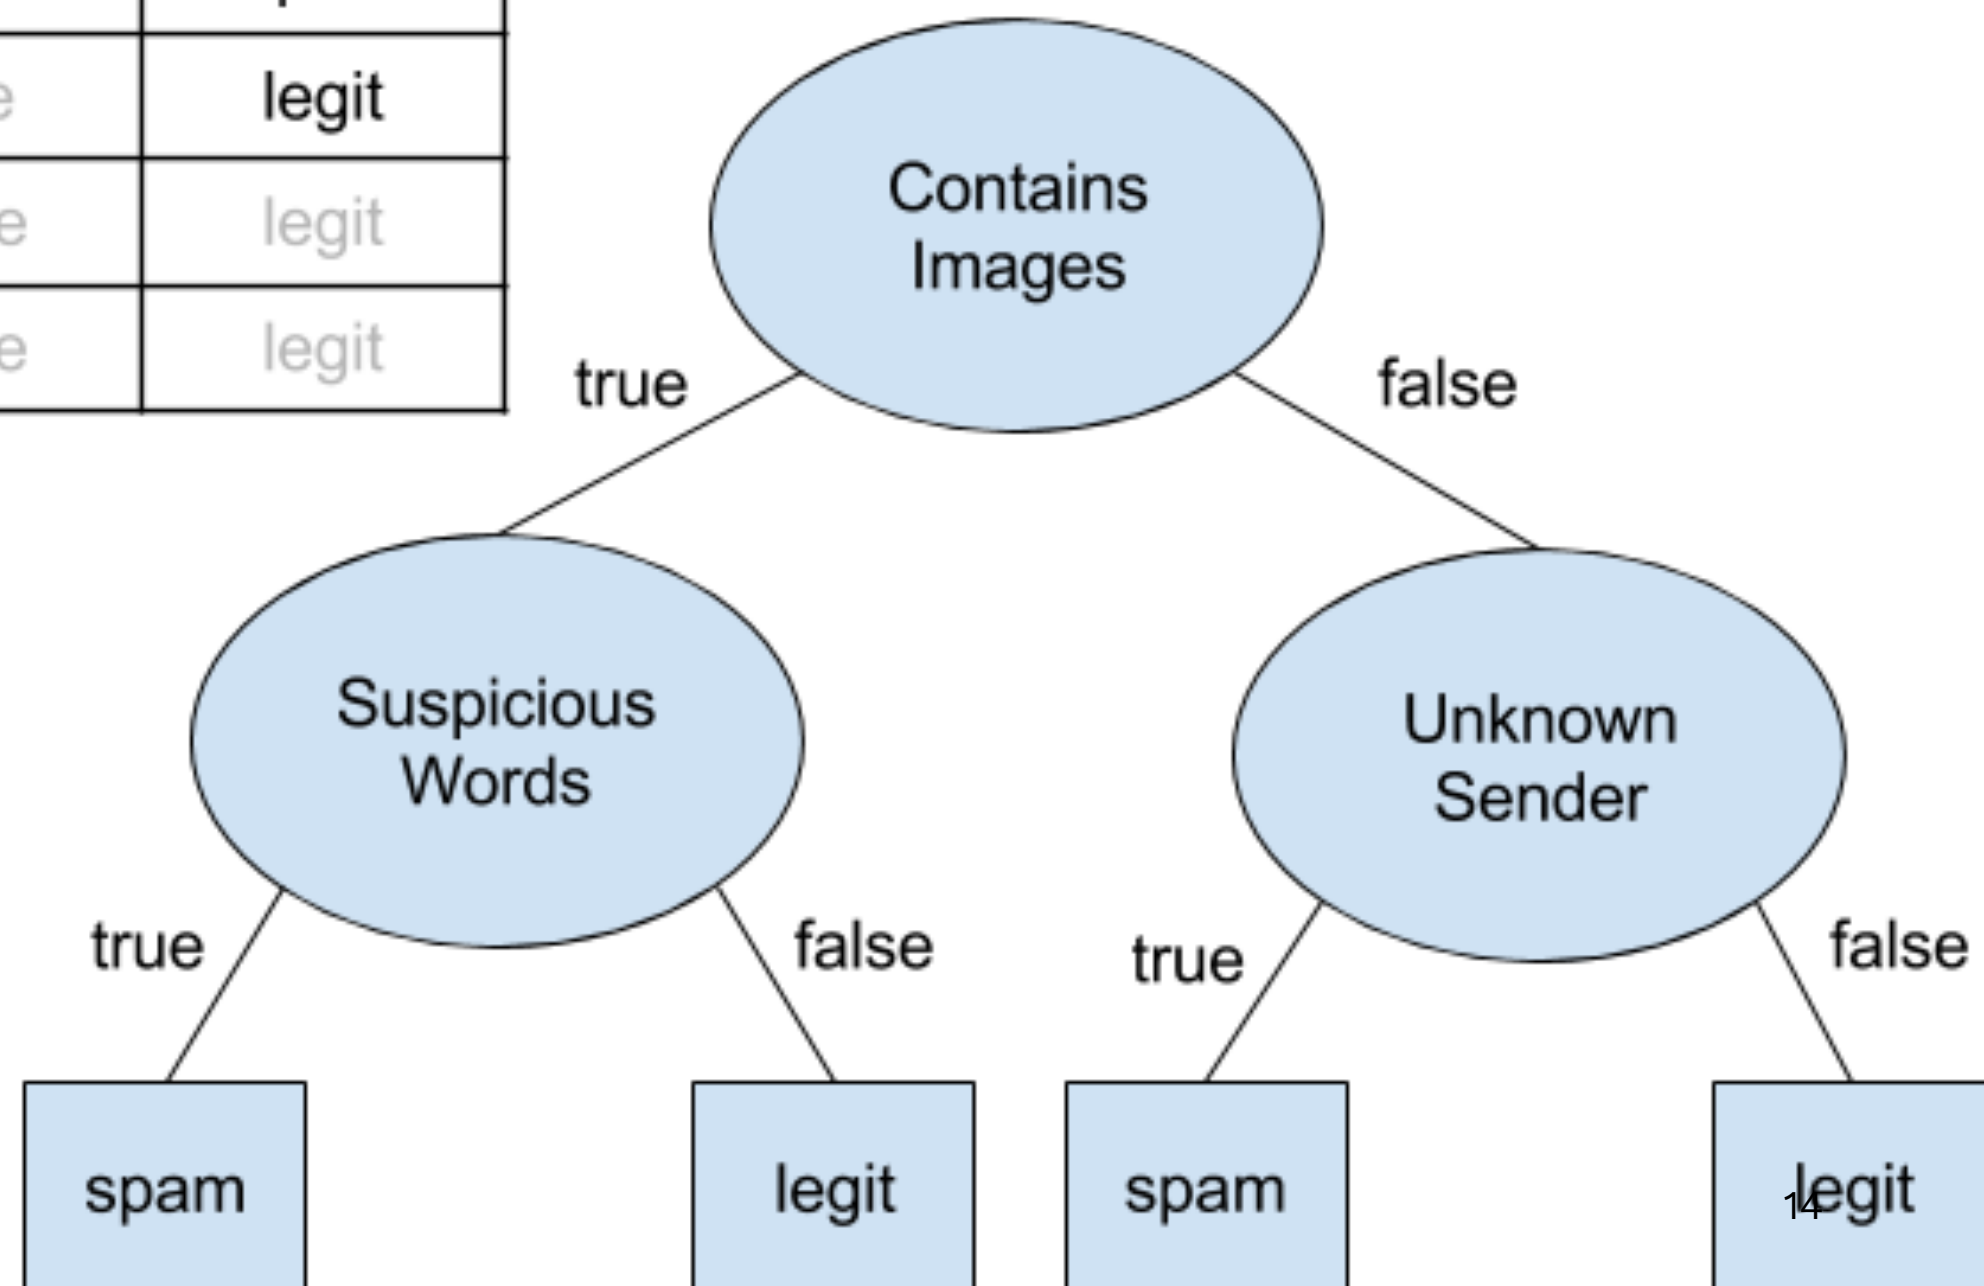 legit
e
legit
e
legit
e
Contains
Images
true
false
Suspicious
Words
Unknown
Sender
true
false
true
false
spam
legit
spam
legit
14